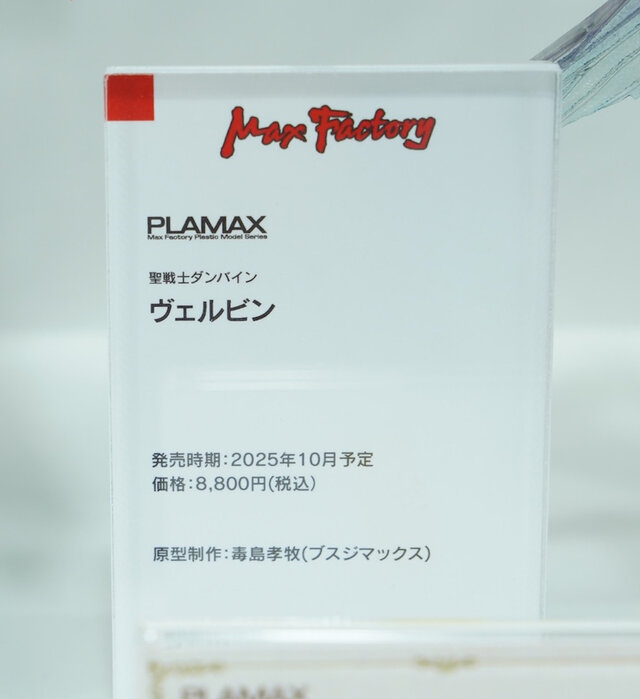 Max Factory
PLAMAX
Max Factory Plastic Model Series
聖戦士ダンバイン
ヴェルビン
発売時期:2025年10月予定
価格:8,800円(税込)
原型制作:毒島孝牧(ブスジマックス)
PLAMAX